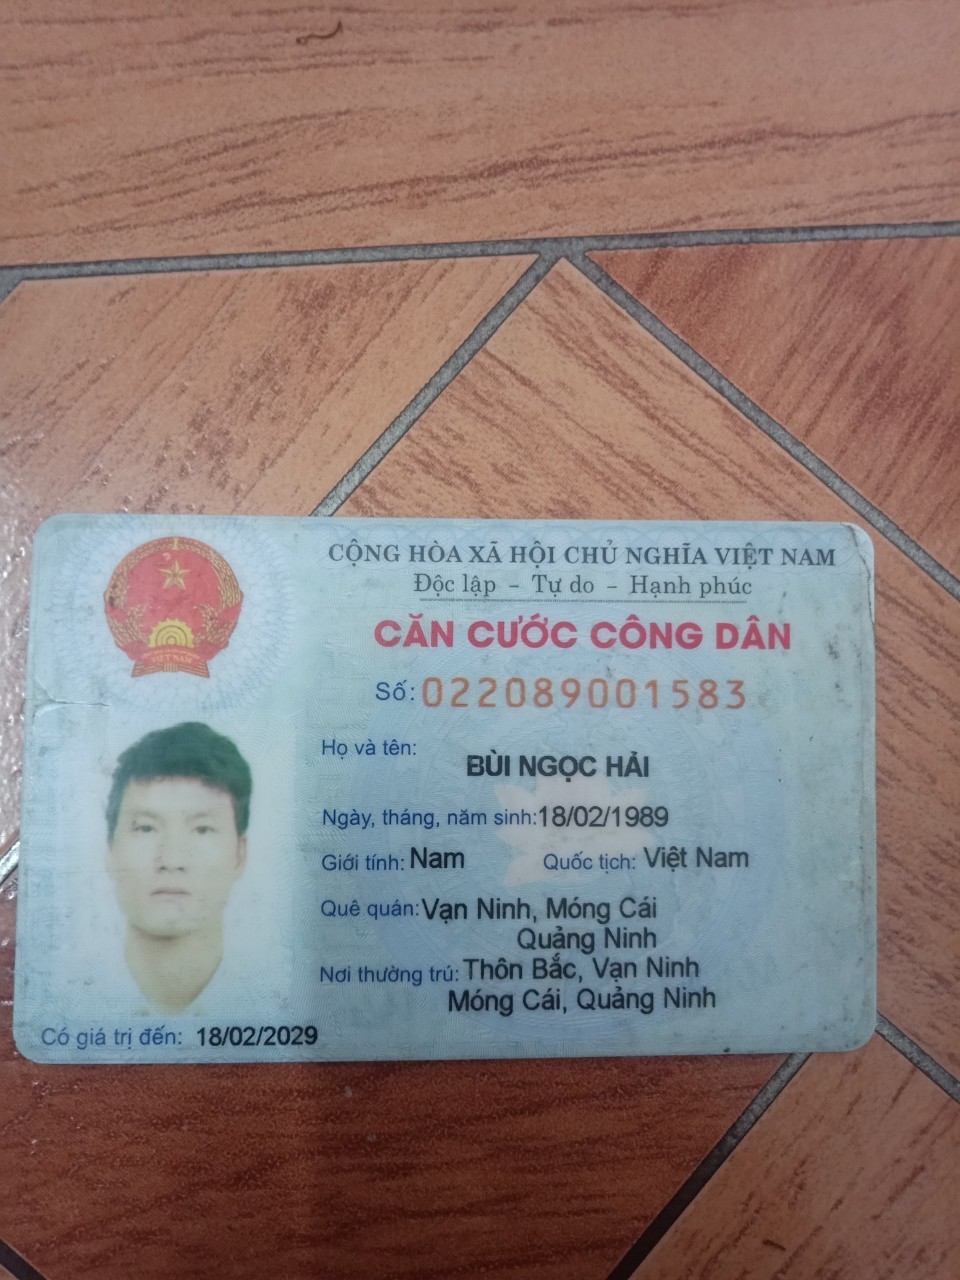 CỘNG HÒA XÃ HỘI CHỦ NGHĨA VIỆT NAM
Độc lập – Tự do – Hạnh phúc
CĂN CƯỚC CÔNG DÂN
Số: 022089001583
Họ và tên: BÙI NGỌC HẢI
Ngày, tháng, năm sinh: 18/02/1989
Giới tính: Nam Quốc tịch: Việt Nam
Quê quán: Vạn Ninh, Móng Cái
Quảng Ninh
Nơi thường trú: Thôn Bắc, Vạn Ninh
Móng Cái, Quảng Ninh
Có giá trị đến: 18/02/2029
VIỆT NAM